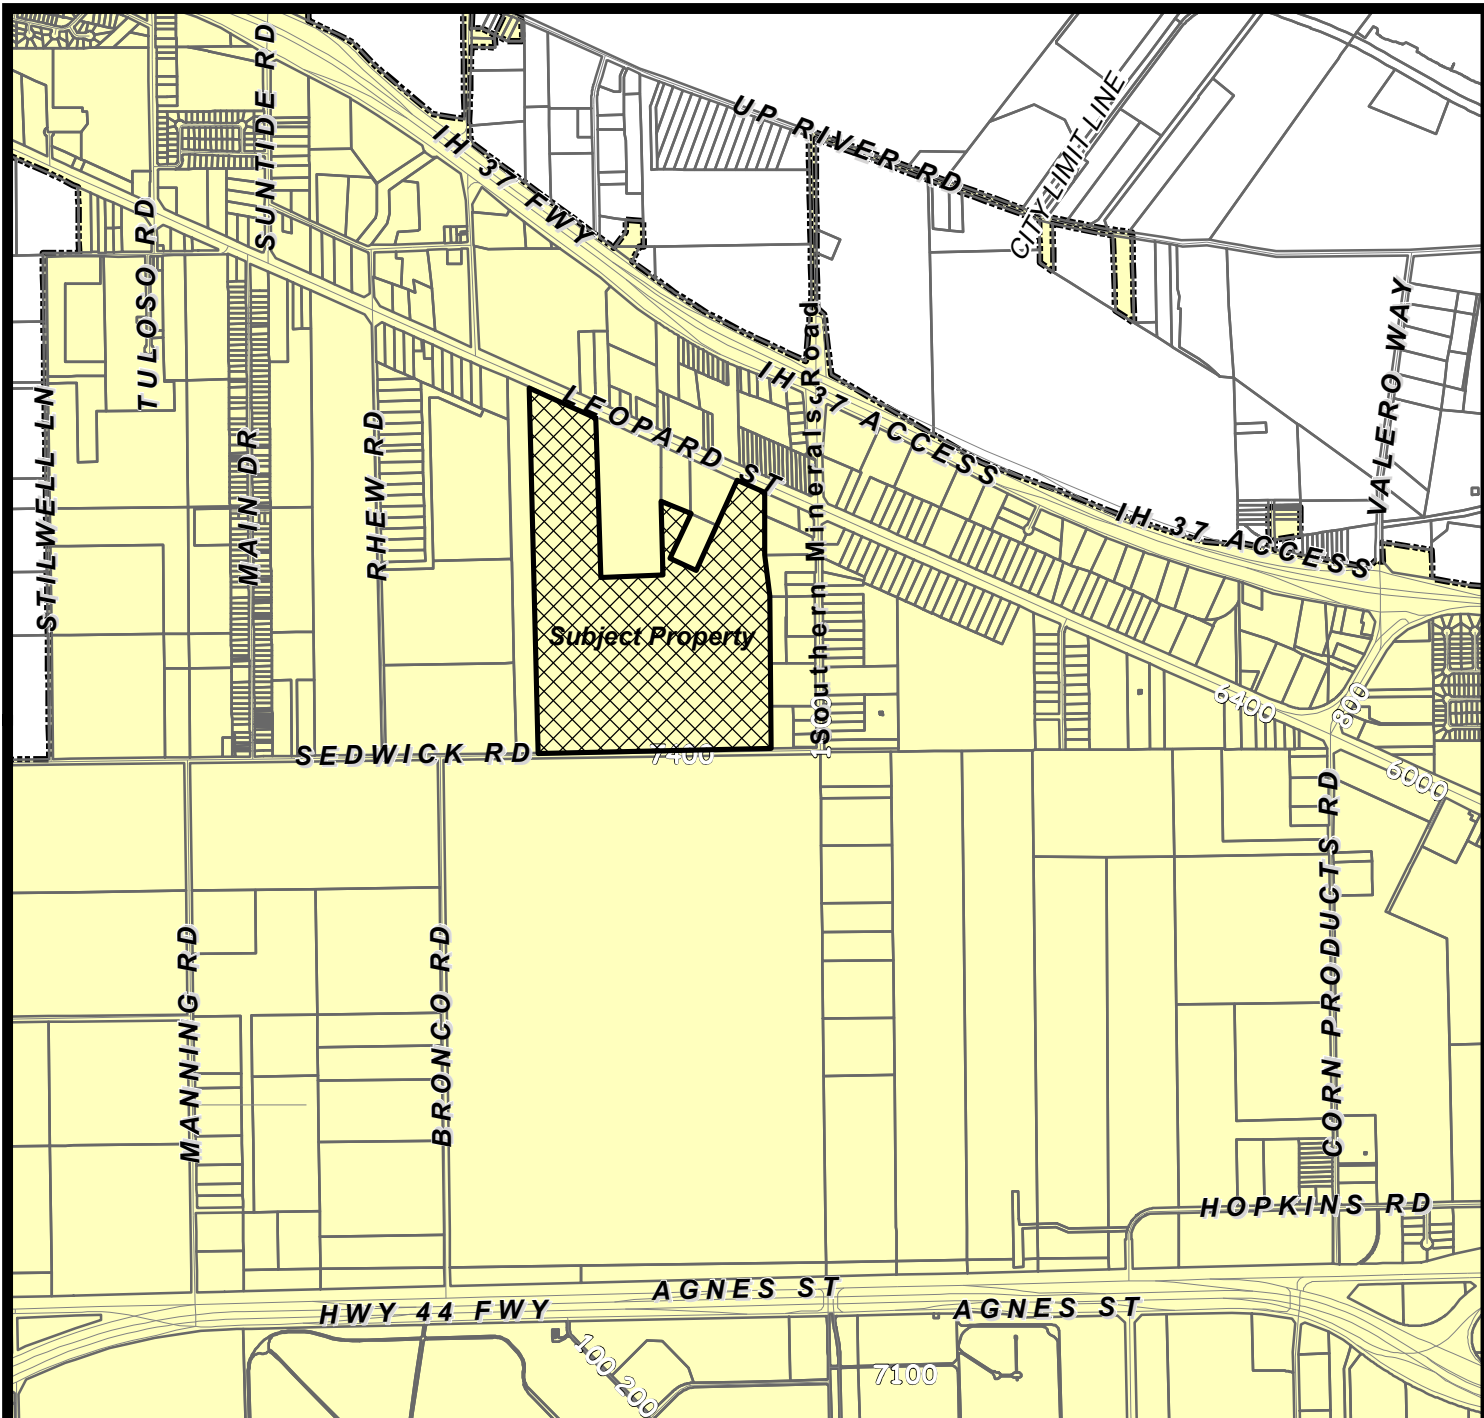 SUNTIDE RD
UP RIVER RD
CITY LIMIT LINE
IH 37 FWY
TULOSO RD
VALERO WAY
STILWELL LN
MAIN DR
RHEW RD
LEOPARD ST
IH 37 ACCESS
Southern Minerals Road
IH 37 ACCESS
Subject Property
6400
800
SEDWICK RD
7400
6000
MANNING RD
BRONCO RD
CORN PRODUCTS RD
HOPKINS RD
AGNES ST
HWY 44 FWY
AGNES ST
100
200
7100